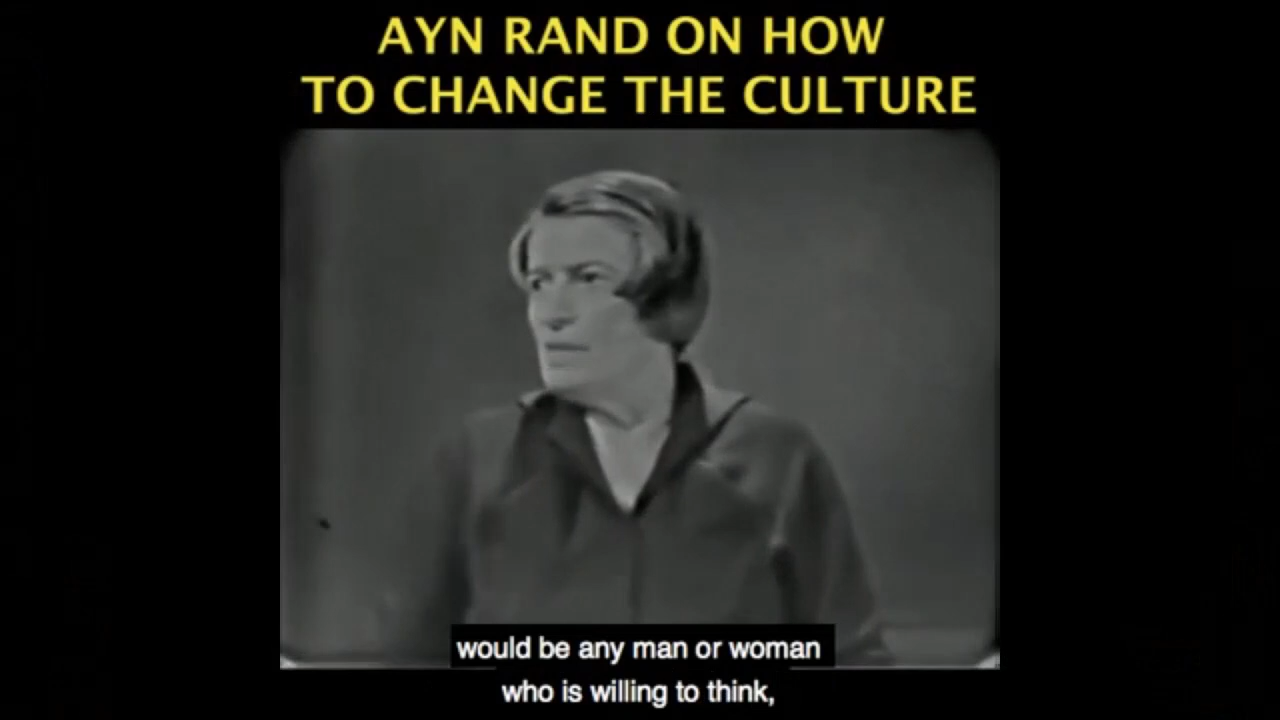 AYN RAND ON HOW
TO CHANGE THE CULTURE
would be any man or woman
who is willing to think,